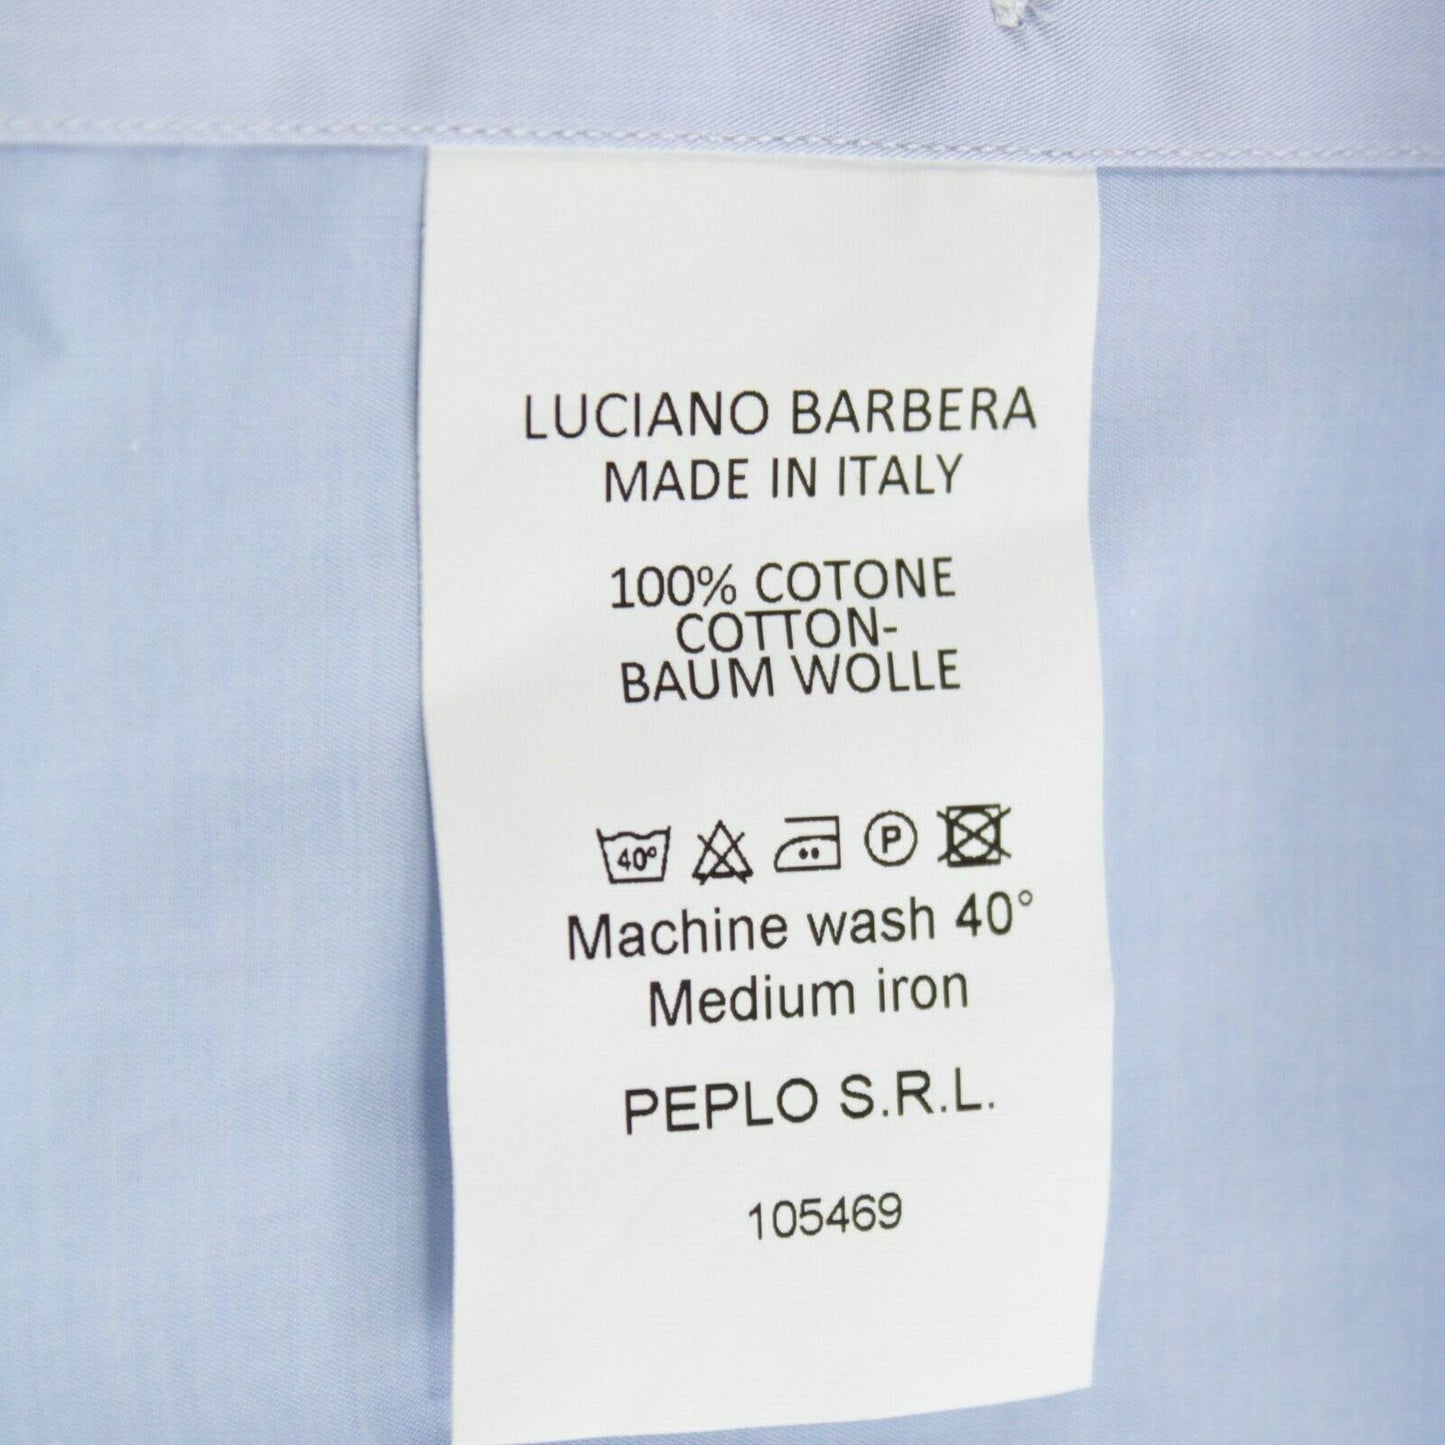 LUCIANO BARBERA
MADE IN ITALY
100% COTONE
COTTON-
BAUM WOLLE
40° P
Machine wash 40°
Medium iron
PEPLO S.R.L.
105469